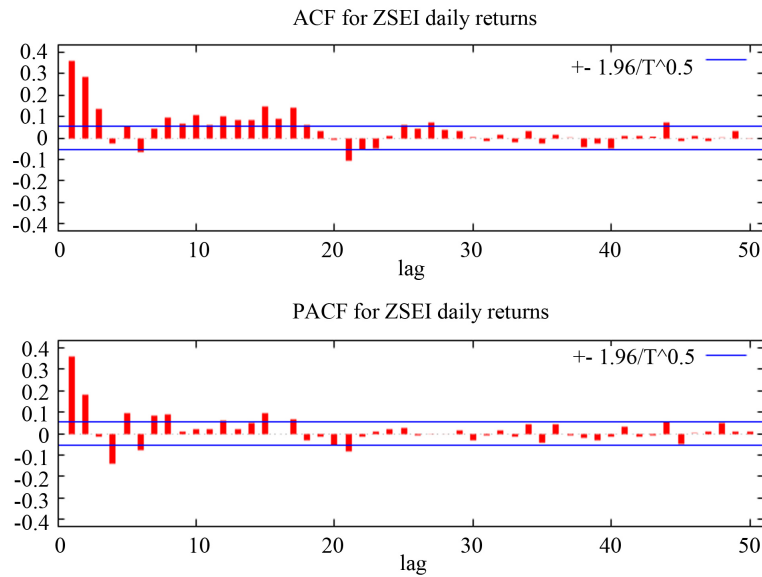 ACF for ZSEI daily returns
+- 1.96/T^0.5
0.4
0.3
0.2
0.1
0
-0.1
-0.2
-0.3
-0.4
0 10 20 30 40 50
lag
PACF for ZSEI daily returns
+- 1.96/T^0.5
0.4
0.3
0.2
0.1
0
-0.1
-0.2
-0.3
-0.4
0 10 20 30 40 50
lag